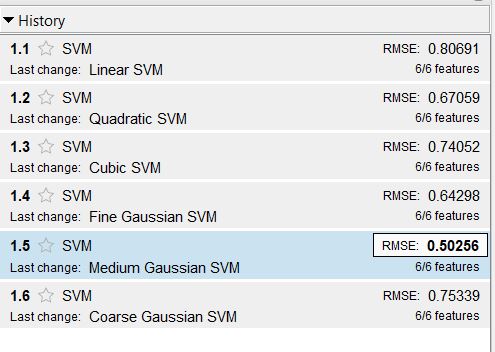 History
1.1 SVM RMSE: 0.80691
Last change: Linear SVM 6/6 features
1.2 SVM RMSE: 0.67059
Last change: Quadratic SVM 6/6 features
1.3 SVM RMSE: 0.74052
Last change: Cubic SVM 6/6 features
1.4 SVM RMSE: 0.64298
Last change: Fine Gaussian SVM 6/6 features
1.5 SVM RMSE: 0.50256
Last change: Medium Gaussian SVM 6/6 features
1.6 SVM RMSE: 0.75339
Last change: Coarse Gaussian SVM 6/6 features